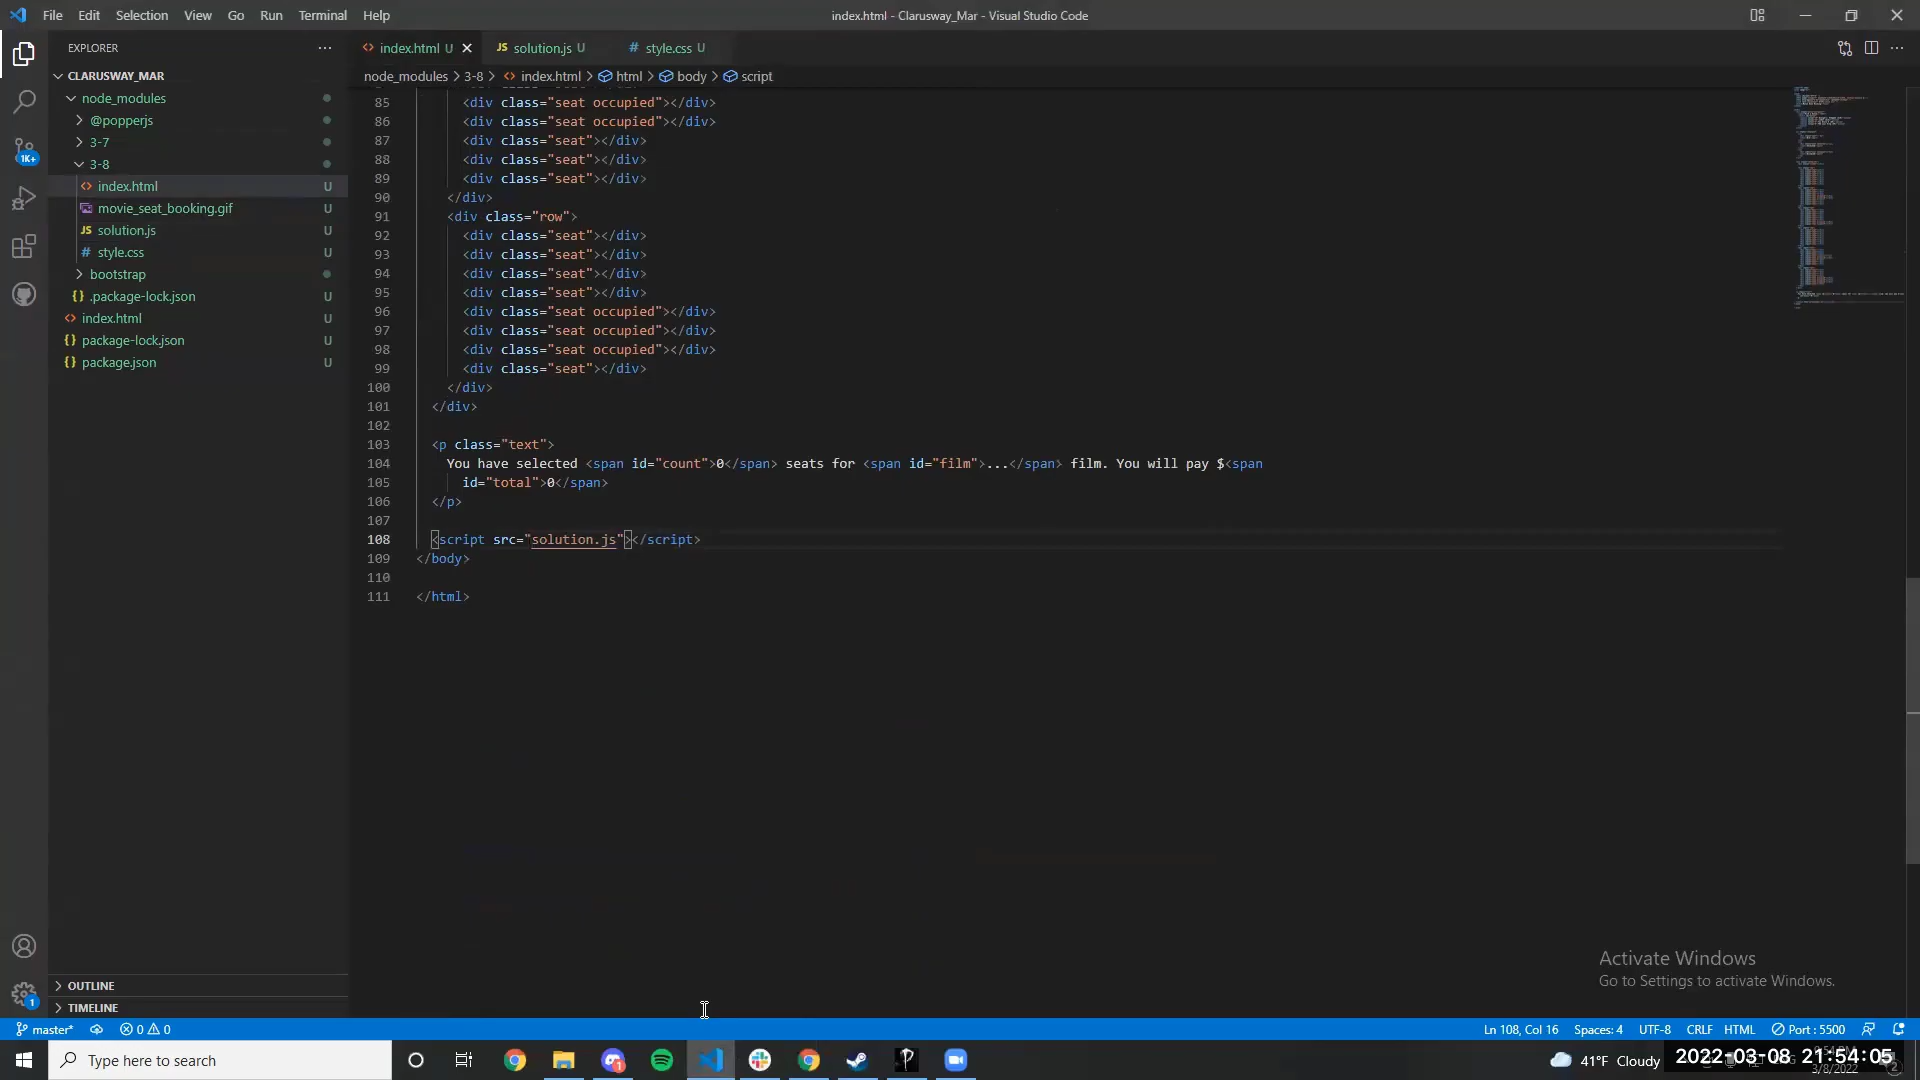 File Edit Selection View Go Run Terminal Help
index.html - Clarusway_Mar - Visual Studio Code
EXPLORER
index.html U
JS solution.js U
# style.css U
CLARUSWAY_MAR
node_modules > 3-8 > index.html > html > body > script
node_modules
@popperjs
3-7
3-8
index.html U
movie_seat_booking.gif U
JS solution.js U
# style.css U
bootstrap
{} .package-lock.json U
index.html U
{} package-lock.json U
{} package.json U
1K+
85 <div class="seat occupied"></div>
86 <div class="seat occupied"></div>
87 <div class="seat"></div>
88 <div class="seat"></div>
89 <div class="seat"></div>
90 </div>
91 <div class="row">
92 <div class="seat"></div>
93 <div class="seat"></div>
94 <div class="seat"></div>
95 <div class="seat"></div>
96 <div class="seat occupied"></div>
97 <div class="seat occupied"></div>
98 <div class="seat occupied"></div>
99 <div class="seat"></div>
100 </div>
101 </div>
102
103 <p class="text">
104 You have selected <span id="count">0</span> seats for <span id="film">...</span> film. You will pay $<span
105 id="total">0</span>
106 </p>
107
108 <script src="solution.js"></script>
109 </body>
110
111 </html>
Activate Windows
Go to Settings to activate Windows.
OUTLINE
1
TIMELINE
master* 0 0
Ln 108, Col 16 Spaces: 4 UTF-8 CRLF HTML Port : 5500
Type here to search
41°F Cloudy
2022-03-08 21:54:05
3/8/2022